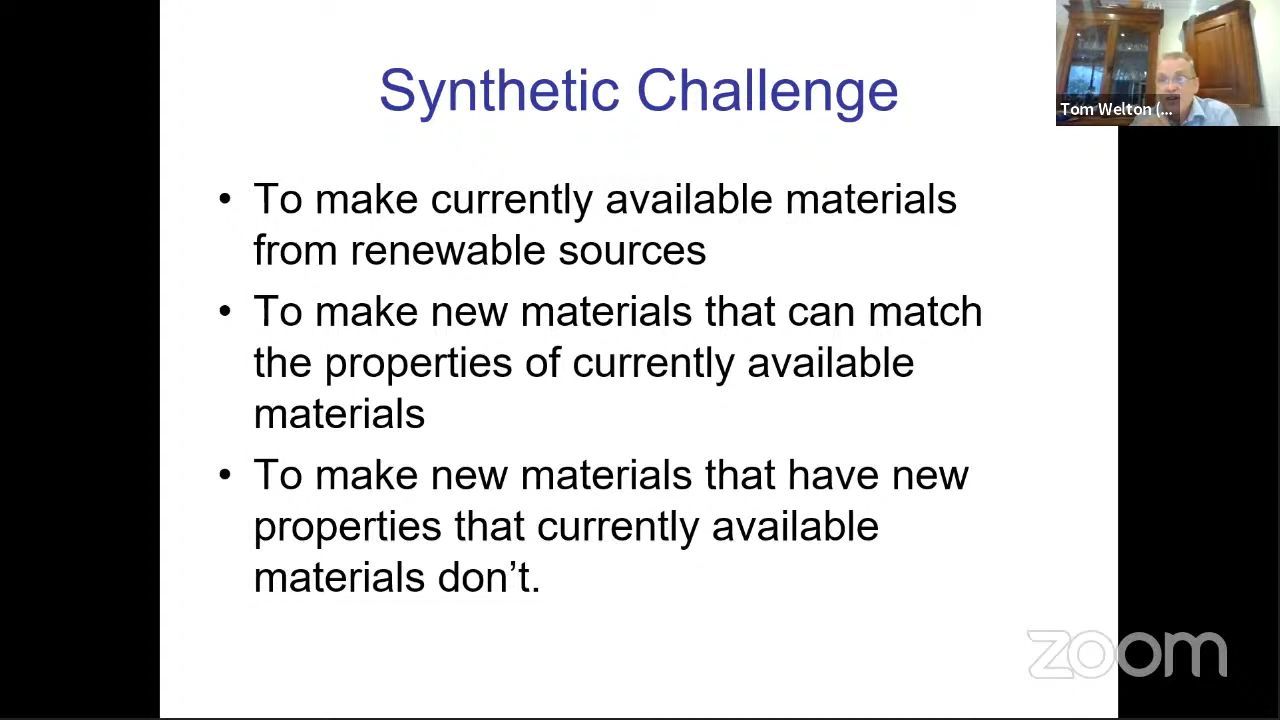 Synthetic Challenge
Tom Welton (...
• To make currently available materials
from renewable sources
• To make new materials that can match
the properties of currently available
materials
• To make new materials that have new
properties that currently available
materials don’t.
zoom